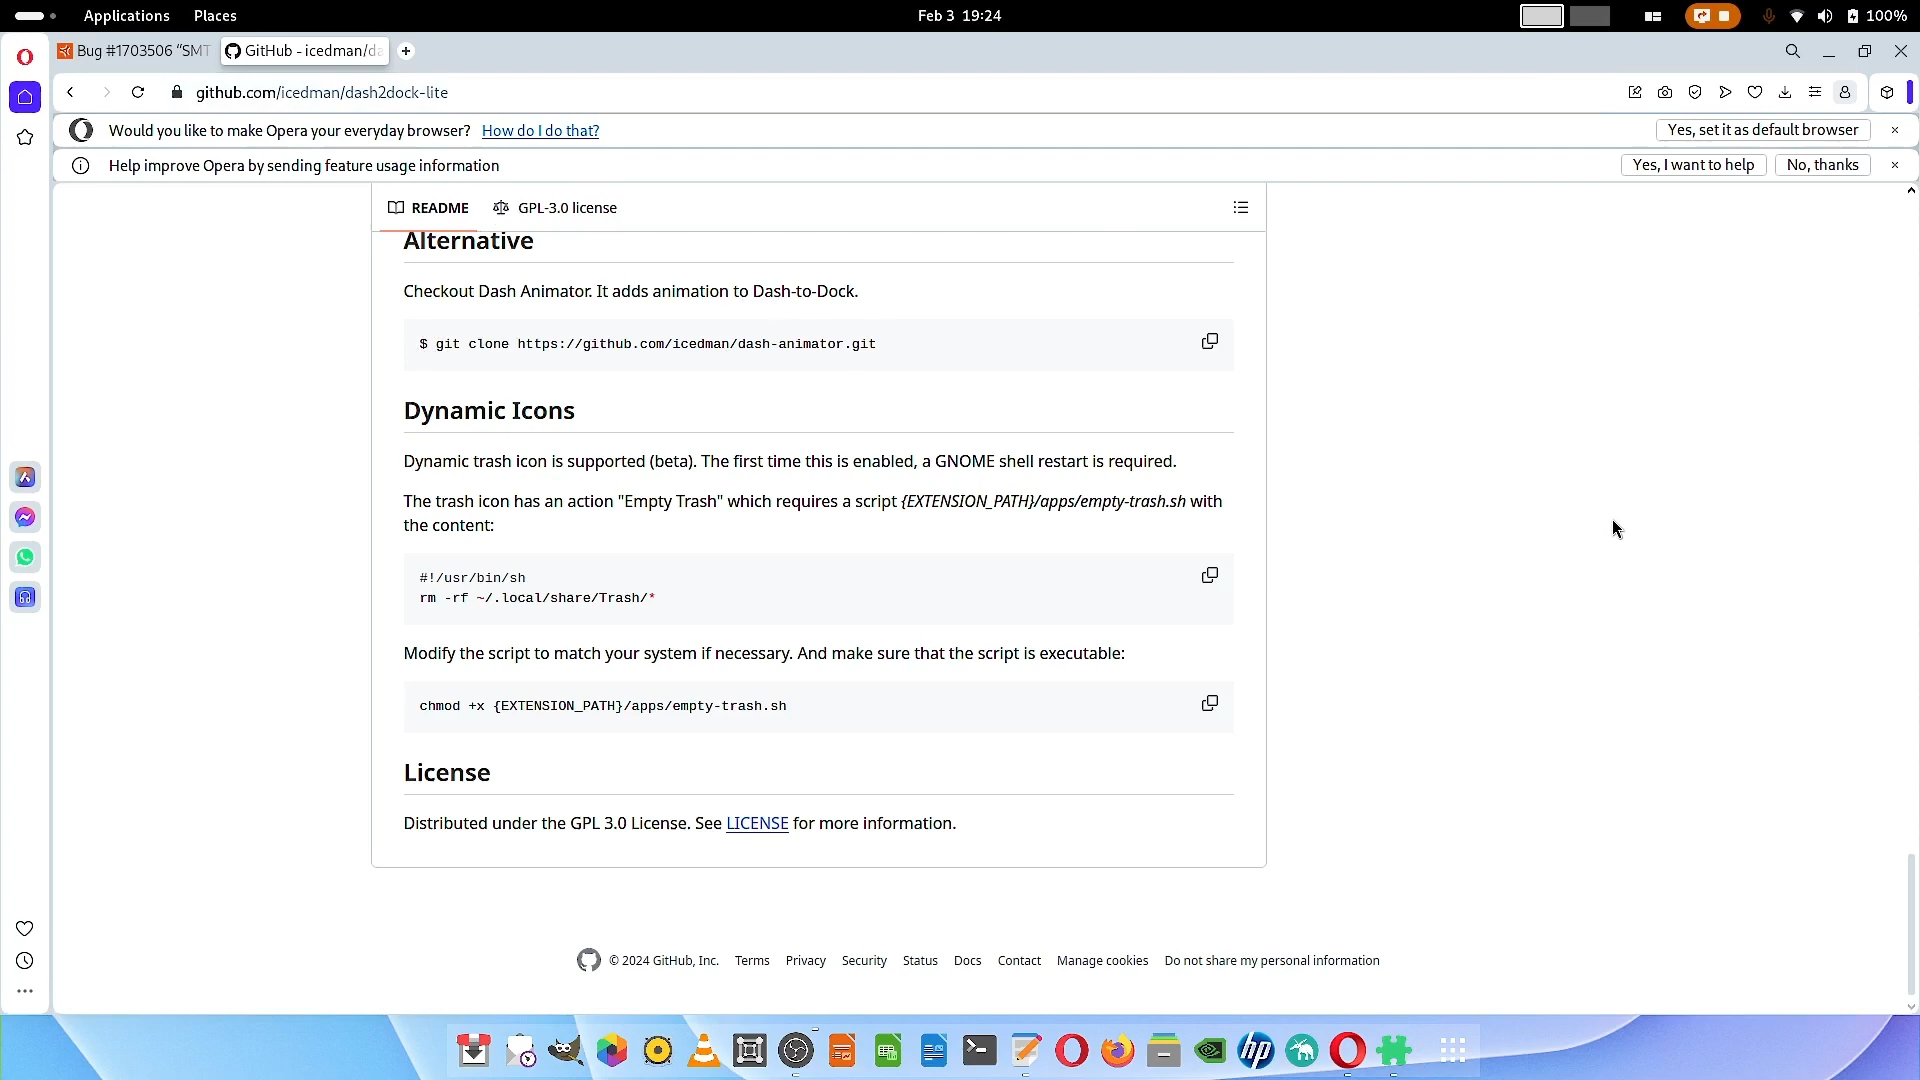 Applications Places Feb 3 19:24 100%
Bug #1703506 “SMT GitHub - icedman/da
github.com/icedman/dash2dock-lite
Would you like to make Opera your everyday browser? How do I do that? Yes, set it as default browser
Help improve Opera by sending feature usage information Yes, I want to help No, thanks
README GPL-3.0 license
Alternative
Checkout Dash Animator. It adds animation to Dash-to-Dock.
$ git clone https://github.com/icedman/dash-animator.git
Dynamic Icons
Dynamic trash icon is supported (beta). The first time this is enabled, a GNOME shell restart is required.
The trash icon has an action "Empty Trash" which requires a script {EXTENSION_PATH}/apps/empty-trash.sh with
the content:
#!/usr/bin/sh
rm -rf ~/.local/share/Trash/*
Modify the script to match your system if necessary. And make sure that the script is executable:
chmod +x {EXTENSION_PATH}/apps/empty-trash.sh
License
Distributed under the GPL 3.0 License. See LICENSE for more information.
© 2024 GitHub, Inc. Terms Privacy Security Status Docs Contact Manage cookies Do not share my personal information
hp